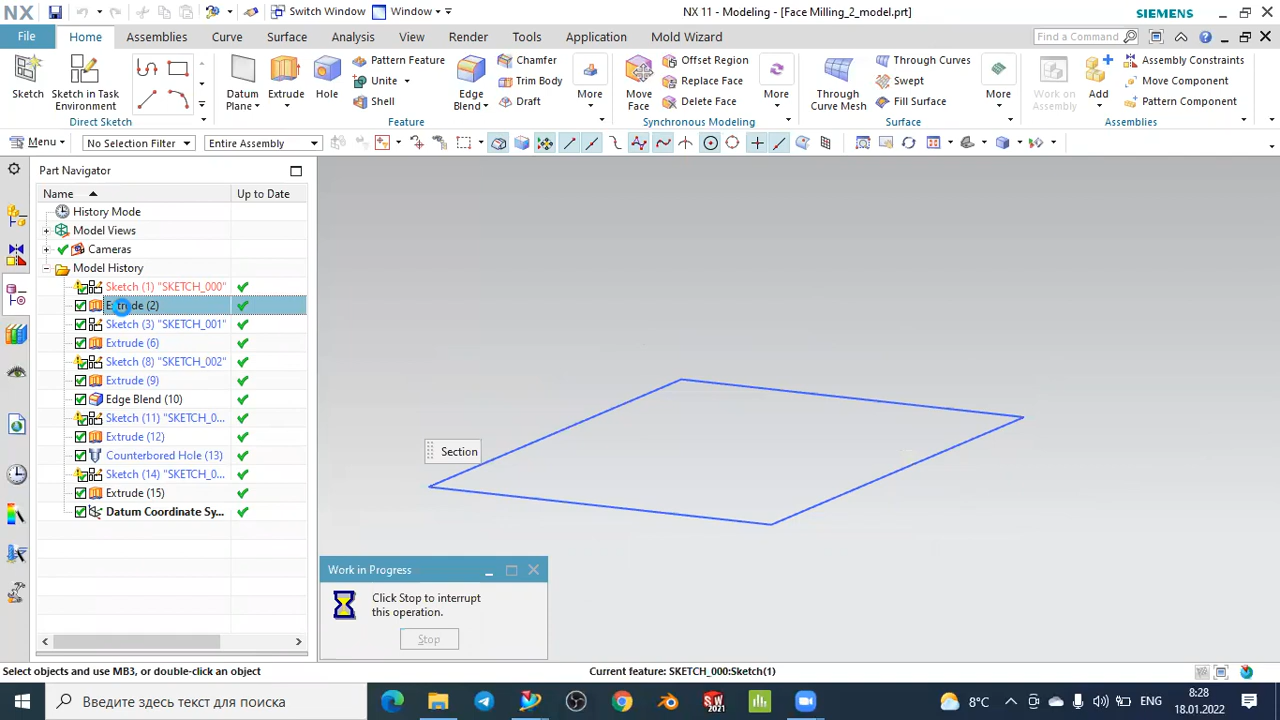 NX Switch Window Window NX 11 - Modeling - [Face Milling_2_model.prt] SIEMENS
File Home Assemblies Curve Surface Analysis View Render Tools Application Mold Wizard Find a Command
Sketch Sketch in Task Environment Datum Plane Extrude Hole Pattern Feature Unite Shell Edge Blend Chamfer Trim Body Draft More Move Face Offset Region Replace Face Delete Face More Through Curve Mesh Through Curves Swept Fill Surface More Work on Assembly Add Assembly Constraints Move Component Pattern Component
Direct Sketch Feature Synchronous Modeling Surface Assemblies
Menu No Selection Filter Entire Assembly
Part Navigator
Name Up to Date
History Mode
Model Views
Cameras
Model History
Sketch (1) "SKETCH_000"
Extrude (2)
Sketch (3) "SKETCH_001"
Extrude (6)
Sketch (8) "SKETCH_002"
Extrude (9)
Edge Blend (10)
Sketch (11) "SKETCH_0...
Extrude (12)
Counterbored Hole (13)
Sketch (14) "SKETCH_0...
Extrude (15)
Datum Coordinate Sy...
Section
Work in Progress
Click Stop to interrupt
this operation.
Stop
Select objects and use MB3, or double-click an object Current feature: SKETCH_000:Sketch(1)
Введите здесь текст для поиска SW 2021 8°C ENG 8:28
18.01.2022